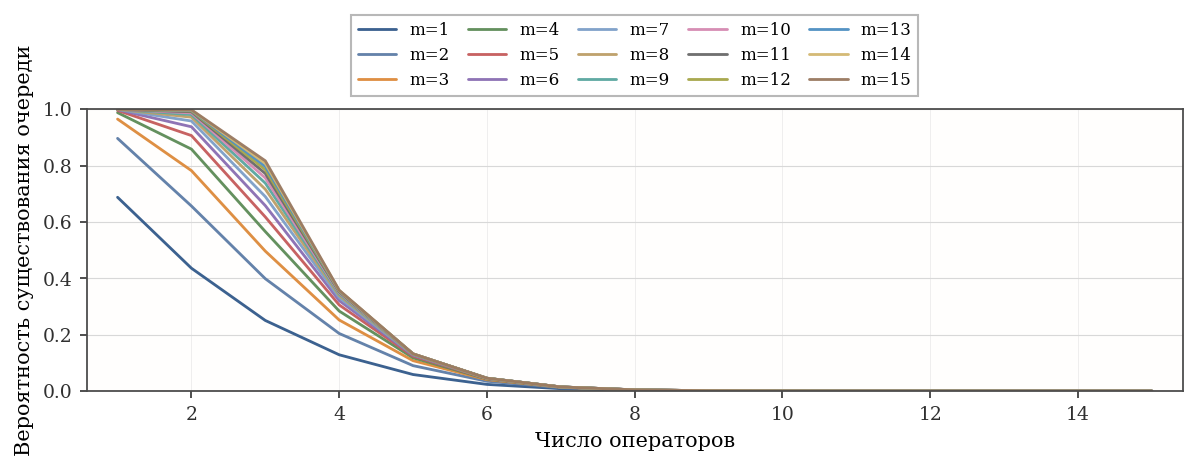 m=1 m=4 m=7 m=10 m=13
m=2 m=5 m=8 m=11 m=14
m=3 m=6 m=9 m=12 m=15
Вероятность существования очереди
1.0
0.8
0.6
0.4
0.2
0.0
2 4 6 8 10 12 14
Число операторов